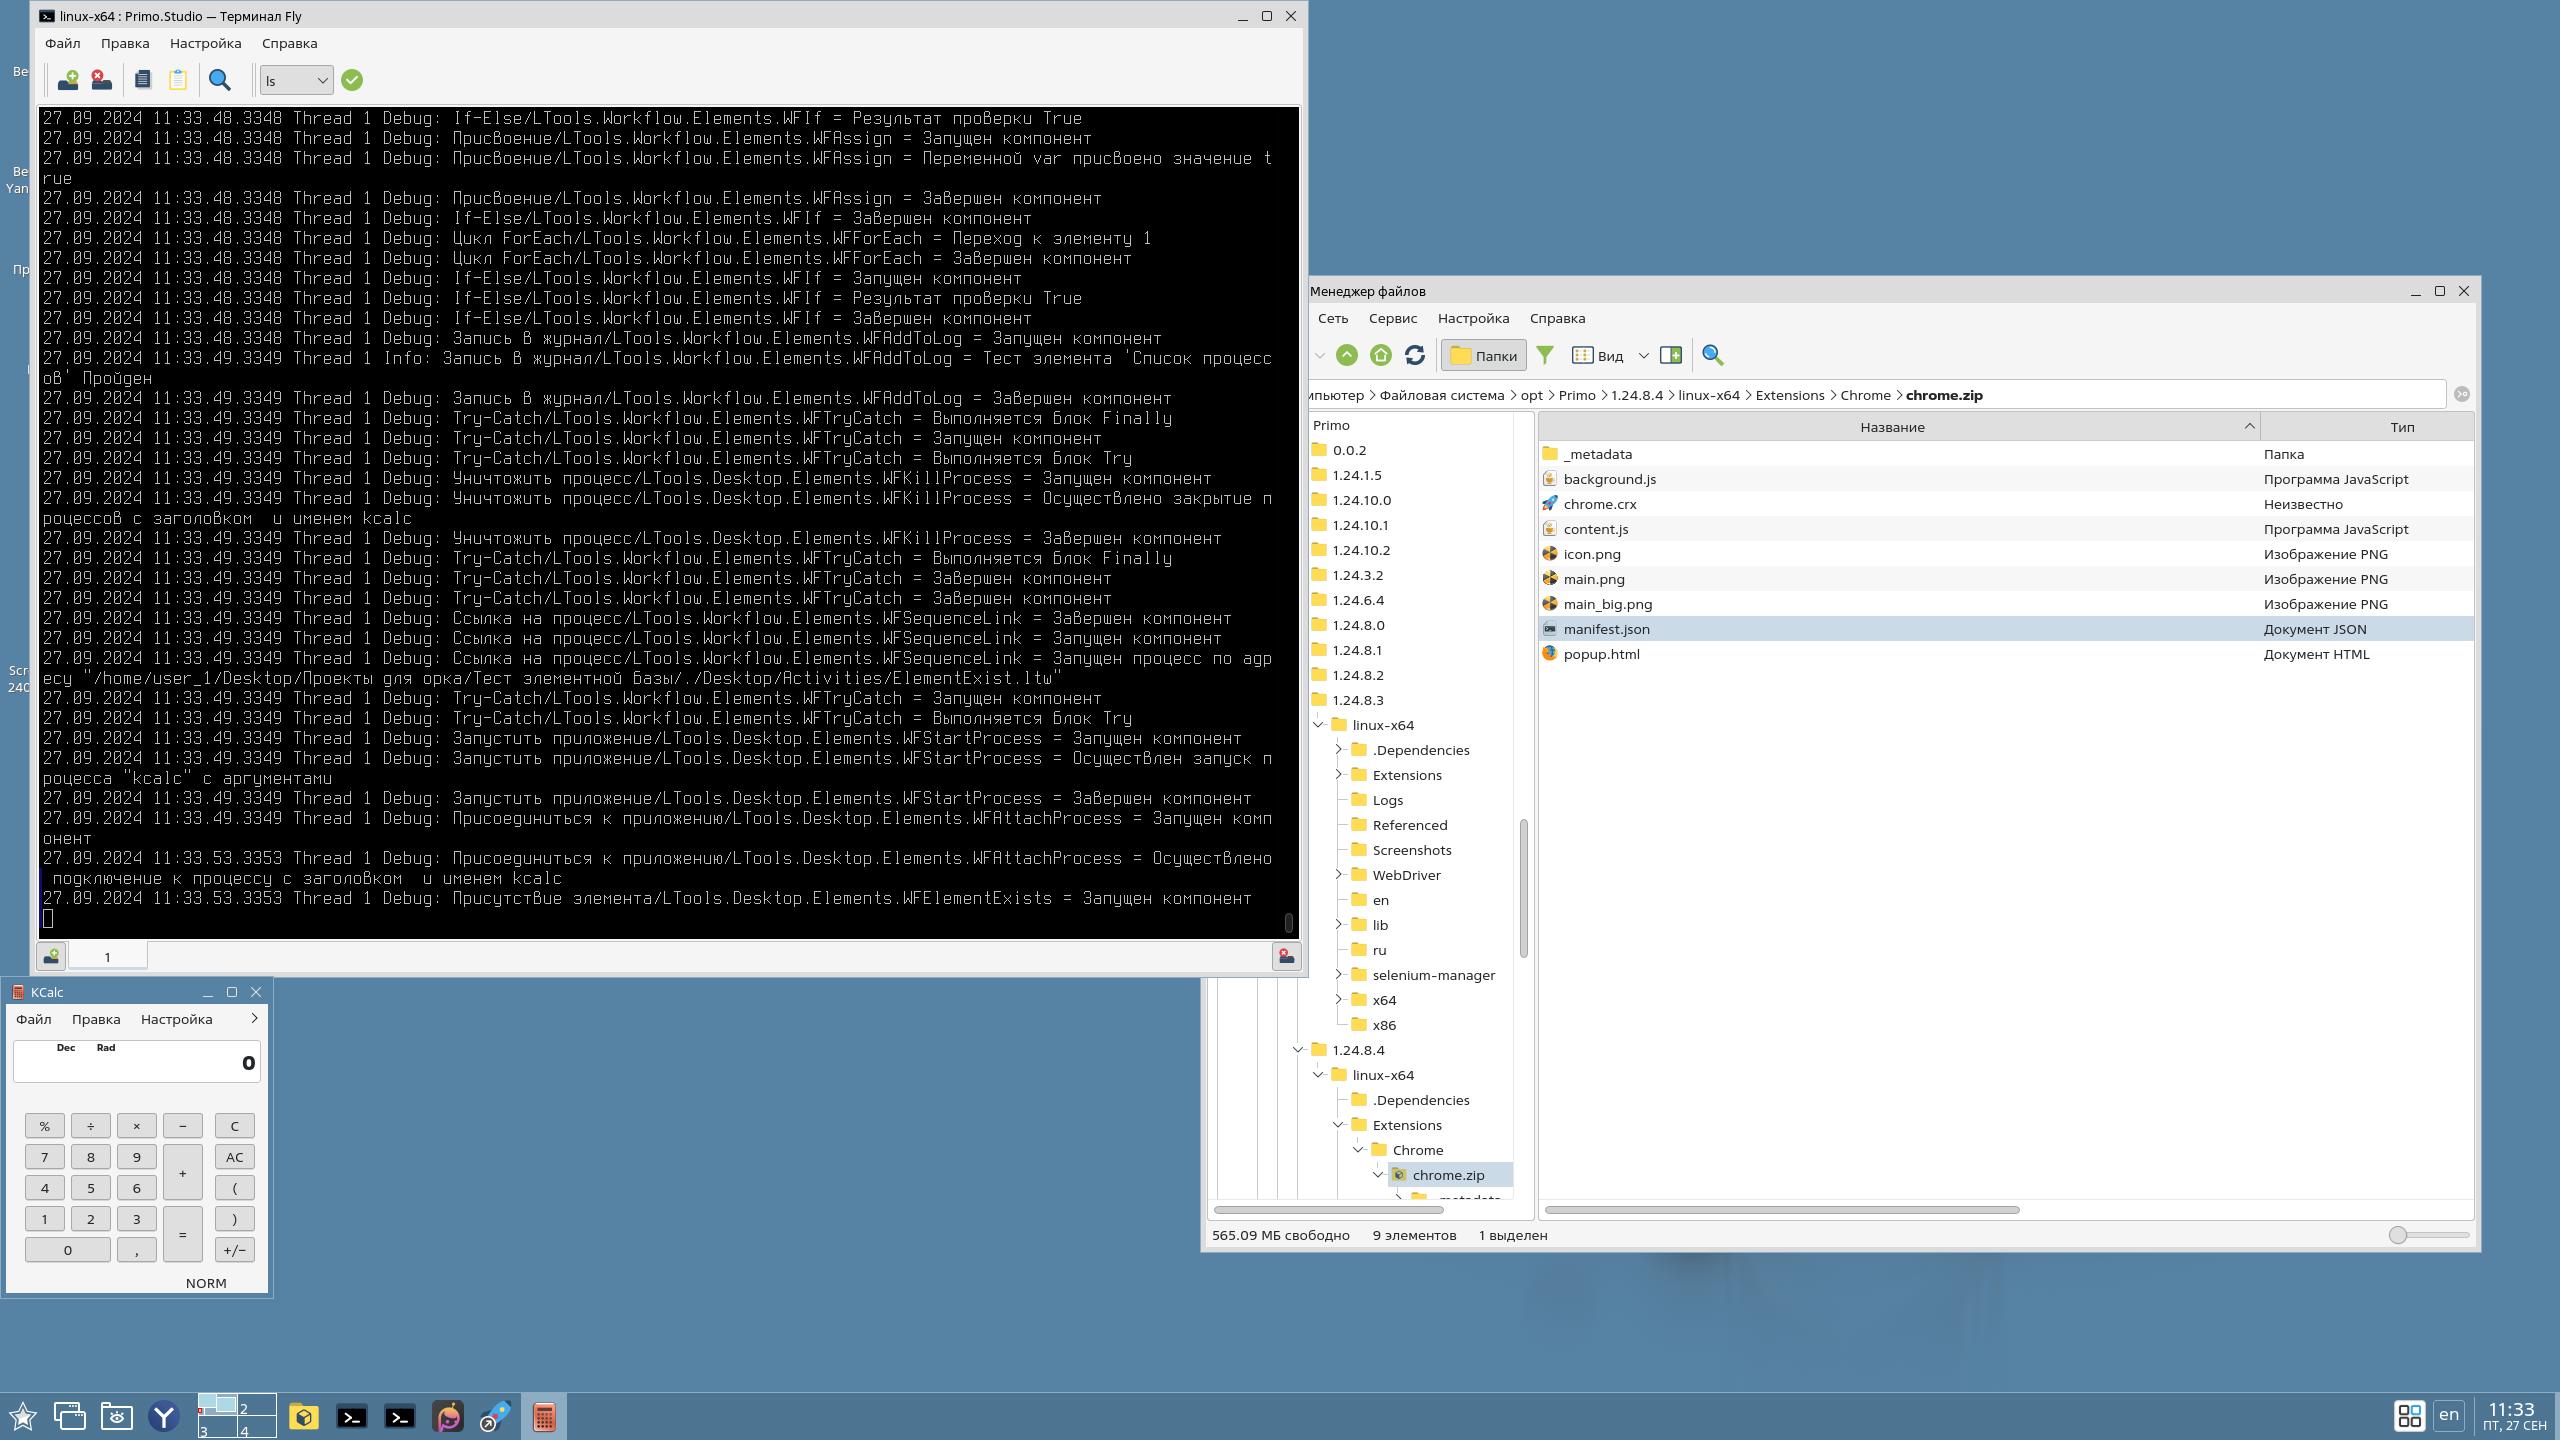 linux-x64 : Primo.Studio — Терминал Fly
Файл Правка Настройка Справка
ls
27.09.2024 11:33.48.3348 Thread 1 Debug: If-Else/LTools.Workflow.Elements.WFIf = Результат проверки True
27.09.2024 11:33.48.3348 Thread 1 Debug: Присвоение/LTools.Workflow.Elements.WFAssign = Запущен компонент
27.09.2024 11:33.48.3348 Thread 1 Debug: Присвоение/LTools.Workflow.Elements.WFAssign = Переменной var присвоено значение t
rue
27.09.2024 11:33.48.3348 Thread 1 Debug: Присвоение/LTools.Workflow.Elements.WFAssign = Завершен компонент
27.09.2024 11:33.48.3348 Thread 1 Debug: If-Else/LTools.Workflow.Elements.WFIf = Завершен компонент
27.09.2024 11:33.48.3348 Thread 1 Debug: Цикл ForEach/LTools.Workflow.Elements.WFForEach = Переход к элементу 1
27.09.2024 11:33.48.3348 Thread 1 Debug: Цикл ForEach/LTools.Workflow.Elements.WFForEach = Завершен компонент
27.09.2024 11:33.48.3348 Thread 1 Debug: If-Else/LTools.Workflow.Elements.WFIf = Запущен компонент
27.09.2024 11:33.48.3348 Thread 1 Debug: If-Else/LTools.Workflow.Elements.WFIf = Результат проверки True
27.09.2024 11:33.48.3348 Thread 1 Debug: If-Else/LTools.Workflow.Elements.WFIf = Завершен компонент
27.09.2024 11:33.48.3348 Thread 1 Debug: Запись в журнал/LTools.Workflow.Elements.WFAddToLog = Запущен компонент
27.09.2024 11:33.49.3349 Thread 1 Info: Запись в журнал/LTools.Workflow.Elements.WFAddToLog = Тест элемента 'Список процесс
ов' Пройден
27.09.2024 11:33.49.3349 Thread 1 Debug: Запись в журнал/LTools.Workflow.Elements.WFAddToLog = Завершен компонент
27.09.2024 11:33.49.3349 Thread 1 Debug: Try-Catch/LTools.Workflow.Elements.WFTryCatch = Выполняется блок Finally
27.09.2024 11:33.49.3349 Thread 1 Debug: Try-Catch/LTools.Workflow.Elements.WFTryCatch = Запущен компонент
27.09.2024 11:33.49.3349 Thread 1 Debug: Try-Catch/LTools.Workflow.Elements.WFTryCatch = Выполняется блок Try
27.09.2024 11:33.49.3349 Thread 1 Debug: Уничтожить процесс/LTools.Desktop.Elements.WFKillProcess = Запущен компонент
27.09.2024 11:33.49.3349 Thread 1 Debug: Уничтожить процесс/LTools.Desktop.Elements.WFKillProcess = Осуществлено закрытие п
роцессов с заголовком  и именем kcalc
27.09.2024 11:33.49.3349 Thread 1 Debug: Уничтожить процесс/LTools.Desktop.Elements.WFKillProcess = Завершен компонент
27.09.2024 11:33.49.3349 Thread 1 Debug: Try-Catch/LTools.Workflow.Elements.WFTryCatch = Выполняется блок Finally
27.09.2024 11:33.49.3349 Thread 1 Debug: Try-Catch/LTools.Workflow.Elements.WFTryCatch = Завершен компонент
27.09.2024 11:33.49.3349 Thread 1 Debug: Try-Catch/LTools.Workflow.Elements.WFTryCatch = Завершен компонент
27.09.2024 11:33.49.3349 Thread 1 Debug: Ссылка на процесс/LTools.Workflow.Elements.WFSequenceLink = Завершен компонент
27.09.2024 11:33.49.3349 Thread 1 Debug: Ссылка на процесс/LTools.Workflow.Elements.WFSequenceLink = Запущен компонент
27.09.2024 11:33.49.3349 Thread 1 Debug: Ссылка на процесс/LTools.Workflow.Elements.WFSequenceLink = Запущен процесс по адр
есу "/home/user_1/Desktop/Проекты для орка/Тест элементной базы/./Desktop/Activities/ElementExist.ltw"
27.09.2024 11:33.49.3349 Thread 1 Debug: Try-Catch/LTools.Workflow.Elements.WFTryCatch = Запущен компонент
27.09.2024 11:33.49.3349 Thread 1 Debug: Try-Catch/LTools.Workflow.Elements.WFTryCatch = Выполняется блок Try
27.09.2024 11:33.49.3349 Thread 1 Debug: Запустить приложение/LTools.Desktop.Elements.WFStartProcess = Запущен компонент
27.09.2024 11:33.49.3349 Thread 1 Debug: Запустить приложение/LTools.Desktop.Elements.WFStartProcess = Осуществлен запуск п
роцесса "kcalc" с аргументами
27.09.2024 11:33.49.3349 Thread 1 Debug: Запустить приложение/LTools.Desktop.Elements.WFStartProcess = Завершен компонент
27.09.2024 11:33.49.3349 Thread 1 Debug: Присоединиться к приложению/LTools.Desktop.Elements.WFAttachProcess = Запущен комп
онент
27.09.2024 11:33.53.3353 Thread 1 Debug: Присоединиться к приложению/LTools.Desktop.Elements.WFAttachProcess = Осуществлено
 подключение к процессу с заголовком  и именем kcalc
27.09.2024 11:33.53.3353 Thread 1 Debug: Присутствие элемента/LTools.Desktop.Elements.WFElementExists = Запущен компонент
1
Ве
Ве
Yan
Пр
Scr
240
Менеджер файлов
Сеть Сервис Настройка Справка
Папки Вид
мпьютер Файловая система opt Primo 1.24.8.4 linux-x64 Extensions Chrome chrome.zip
Primo
0.0.2
1.24.1.5
1.24.10.0
1.24.10.1
1.24.10.2
1.24.3.2
1.24.6.4
1.24.8.0
1.24.8.1
1.24.8.2
1.24.8.3
linux-x64
.Dependencies
Extensions
Logs
Referenced
Screenshots
WebDriver
en
lib
ru
selenium-manager
x64
x86
1.24.8.4
linux-x64
.Dependencies
Extensions
Chrome
chrome.zip
_metadata
Название Тип
_metadata Папка
background.js Программа JavaScript
chrome.crx Неизвестно
content.js Программа JavaScript
icon.png Изображение PNG
main.png Изображение PNG
main_big.png Изображение PNG
manifest.json Документ JSON
popup.html Документ HTML
565.09 МБ свободно 9 элементов 1 выделен
KCalc
Файл Правка Настройка
Dec Rad
0
% ÷ × − C
7 8 9 + AC
4 5 6 (
1 2 3 = )
0 , +/−
NORM
2
3 4
en
11:33
ПТ, 27 СЕН